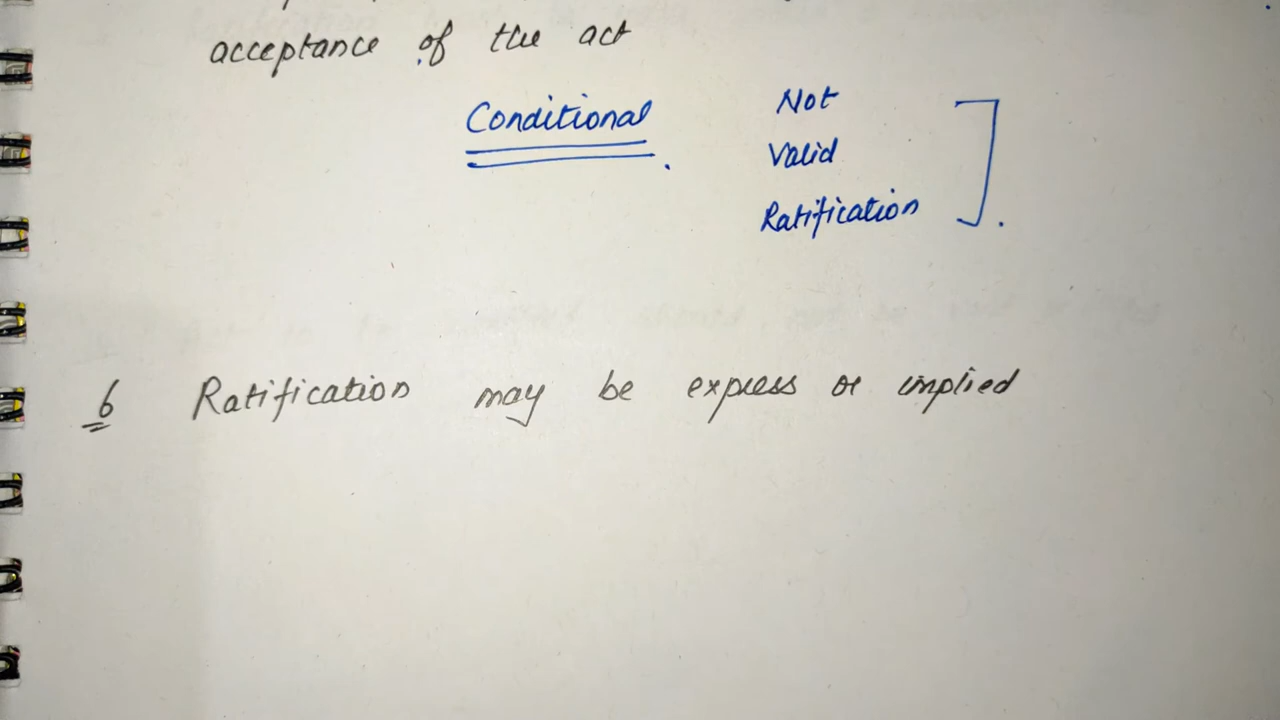 acceptance of the act
Conditional
Not
Valid
Ratification
6 Ratification may be express or implied